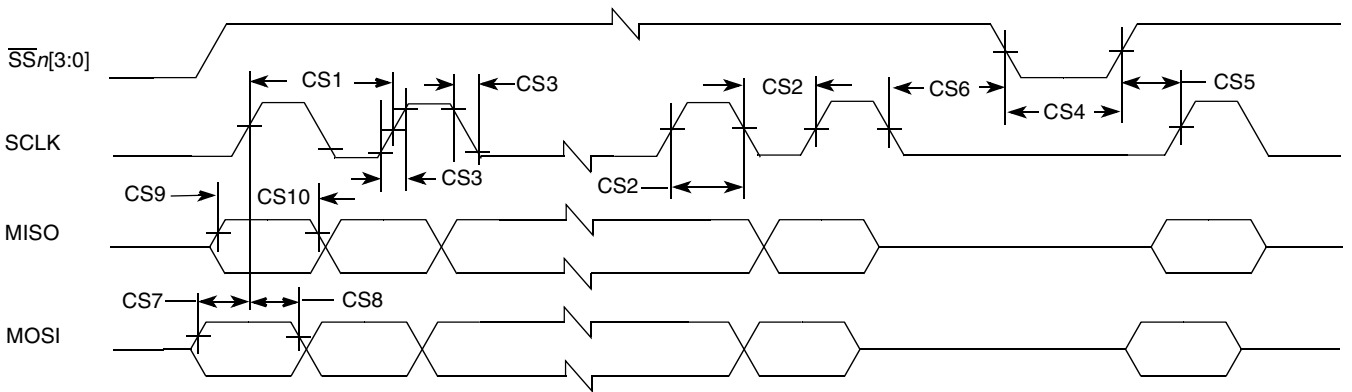 SSn[3:0]
CS1
CS3
CS2
CS6
CS5
CS4
SCLK
CS3
CS2
CS9
CS10
MISO
CS7
CS8
MOSI